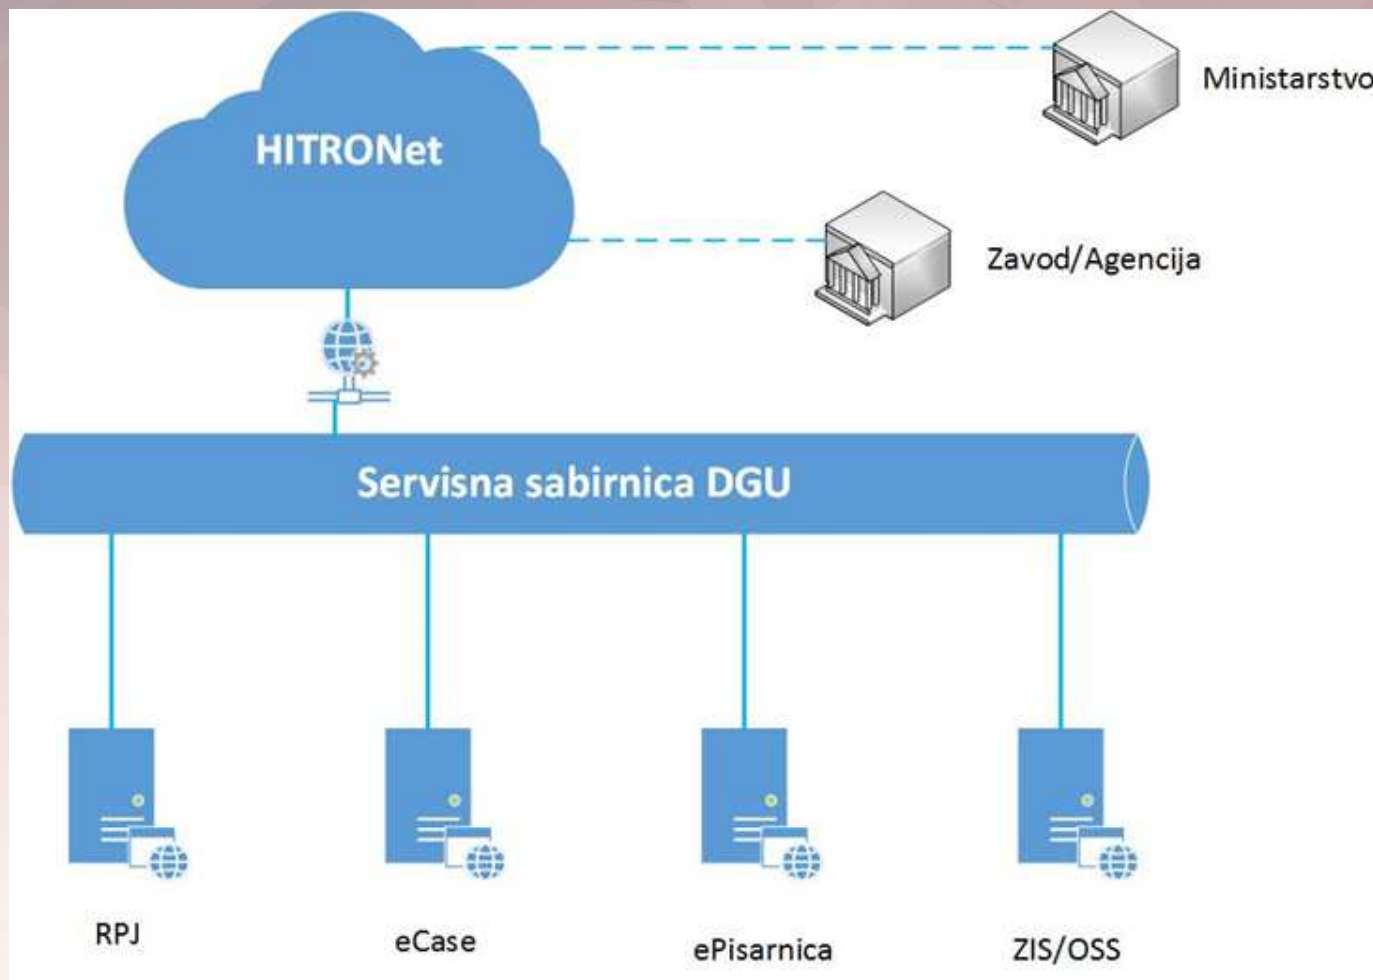 HITRONet
Ministarstvo
Zavod/Agencija
Servisna sabirnica DGU
RPJ
eCase
ePisarnica
ZIS/OSS